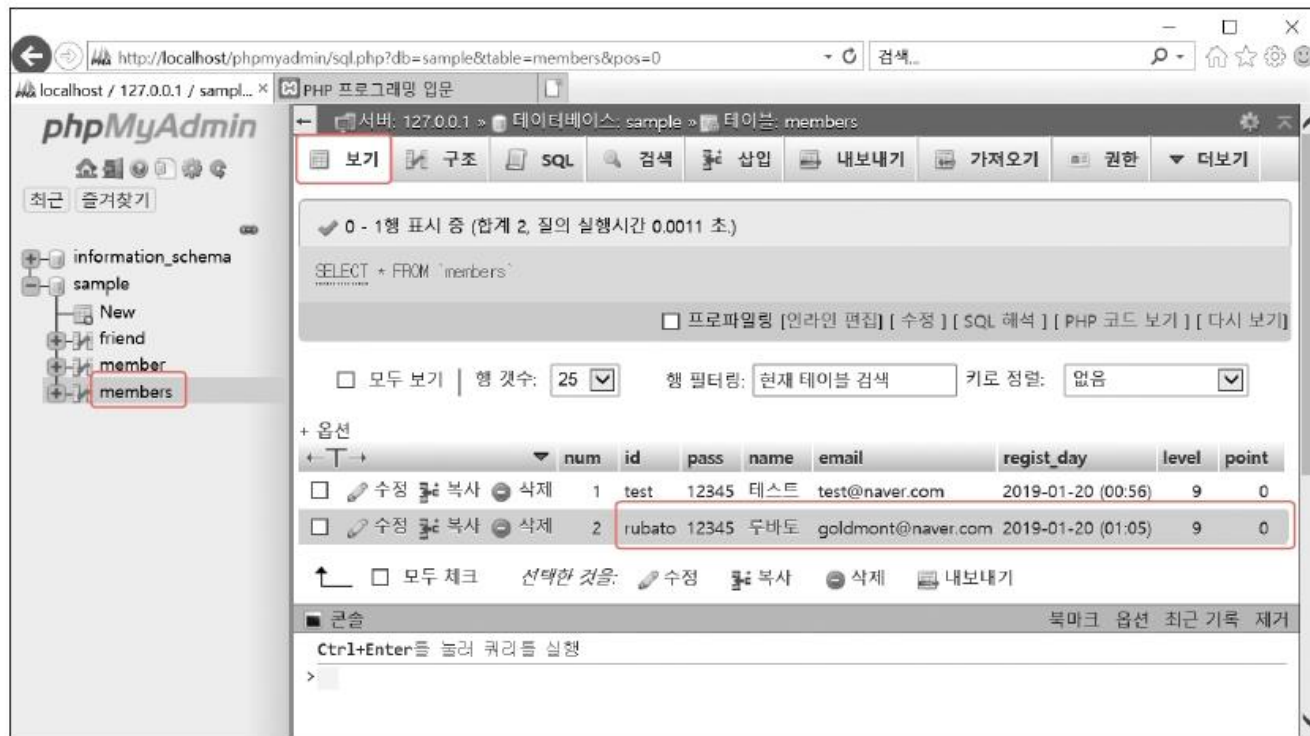 http://localhost/phpmyadmin/sql.php?db=sample&table=members&pos=0
검색...
localhost / 127.0.0.1 / sampl... ×
PHP 프로그래밍 입문
phpMyAdmin
최근 즐겨찾기
information_schema
sample
New
friend
member
members
서버: 127.0.0.1 » 데이터베이스: sample » 테이블: members
보기 구조 SQL 검색 삽입 내보내기 가져오기 권한 ▼ 더보기
0 - 1행 표시 중 (합계 2, 질의 실행시간 0.0011 초.)
SELECT * FROM `members`
프로파일링 [인라인 편집] [ 수정 ] [ SQL 해석 ] [ PHP 코드 보기 ] [ 다시 보기]
모두 보기 | 행 갯수: 25 행 필터링: 현재 테이블 검색 키로 정렬: 없음
+ 옵션
←T→ ▼ num id pass name email regist_day level point
수정 복사 삭제 1 test 12345 테스트 test@naver.com 2019-01-20 (00:56) 9 0
수정 복사 삭제 2 rubato 12345 루바토 goldmont@naver.com 2019-01-20 (01:05) 9 0
모두 체크 선택한 것을: 수정 복사 삭제 내보내기
콘솔 북마크 옵션 최근 기록 제거
Ctrl+Enter를 눌러 쿼리를 실행
>